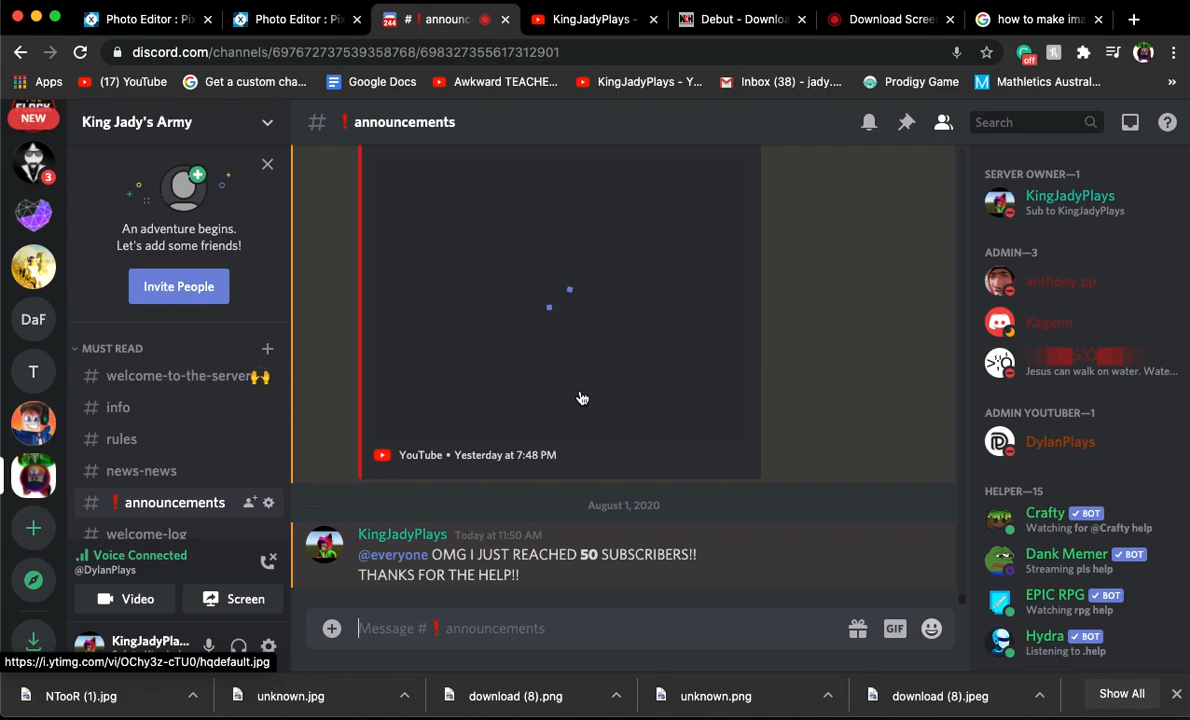 Photo Editor : Pix
Photo Editor : Pix
244
# ❗announc
KingJadyPlays -
NCH
Debut - Downloa
Download Scree
how to make ima
discord.com/channels/697672737539358768/698327355617312901
off
Apps
(17) YouTube
Get a custom cha...
Google Docs
Awkward TEACHE...
KingJadyPlays - Y...
Inbox (38) - jady....
Prodigy Game
Mathletics Austral...
»
NEW
3
DaF
T
King Jady's Army
An adventure begins.
Let's add some friends!
Invite People
MUST READ
# welcome-to-the-server🙌
# info
# rules
# news-news
# ❗announcements
# welcome-log
Voice Connected
@DylanPlays
Video
Screen
KingJadyPla...
https://i.ytimg.com/vi/OChy3z-cTU0/hqdefault.jpg
# ❗announcements
Search
YouTube • Yesterday at 7:48 PM
August 1, 2020
KingJadyPlays Today at 11:50 AM
@everyone OMG I JUST REACHED 50 SUBSCRIBERS!!
THANKS FOR THE HELP!!
Message #❗announcements
GIF
SERVER OWNER—1
KingJadyPlays
Sub to KingJadyPlays
ADMIN—3
anthony.pp
Kagenn
Jesus can walk on water. Wate...
ADMIN YOUTUBER—1
DylanPlays
HELPER—15
Crafty ✓ BOT
Watching for @Crafty help
Dank Memer ✓ BOT
Streaming pls help
EPIC RPG ✓ BOT
Watching rpg help
Hydra ✓ BOT
Listening to .help
NTooR (1).jpg
unknown.jpg
download (8).png
unknown.png
download (8).jpeg
Show All